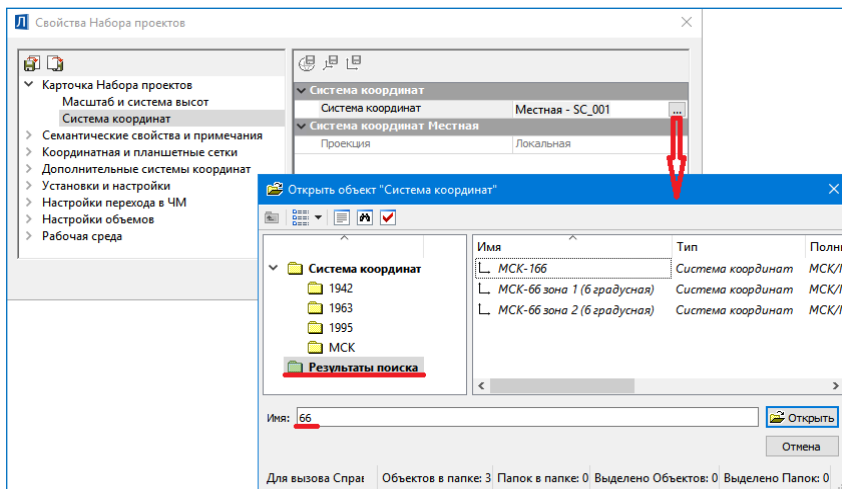 Л Свойства Набора проектов
Карточка Набора проектов
Масштаб и система высот
Система координат
Семантические свойства и примечания
Координатная и планшетные сетки
Дополнительные системы координат
Установки и настройки
Настройки перехода в ЧМ
Настройки объемов
Рабочая среда
Система координат
Система координат Местная - SC_001 ...
Система координат Местная
Проекция Локальная
Открыть объект "Система координат"
Система координат
1942
1963
1995
МСК
Результаты поиска
Имя Тип Полн
МСК-166 Система координат МСК/
МСК-66 зона 1 (6 градусная) Система координат МСК/
МСК-66 зона 2 (6 градусная) Система координат МСК/
Имя: 66 Открыть
Отмена
Для вызова Справ Объектов в папке: 3 Папок в папке: 0 Выделено Объектов: 0 Выделено Папок: 0